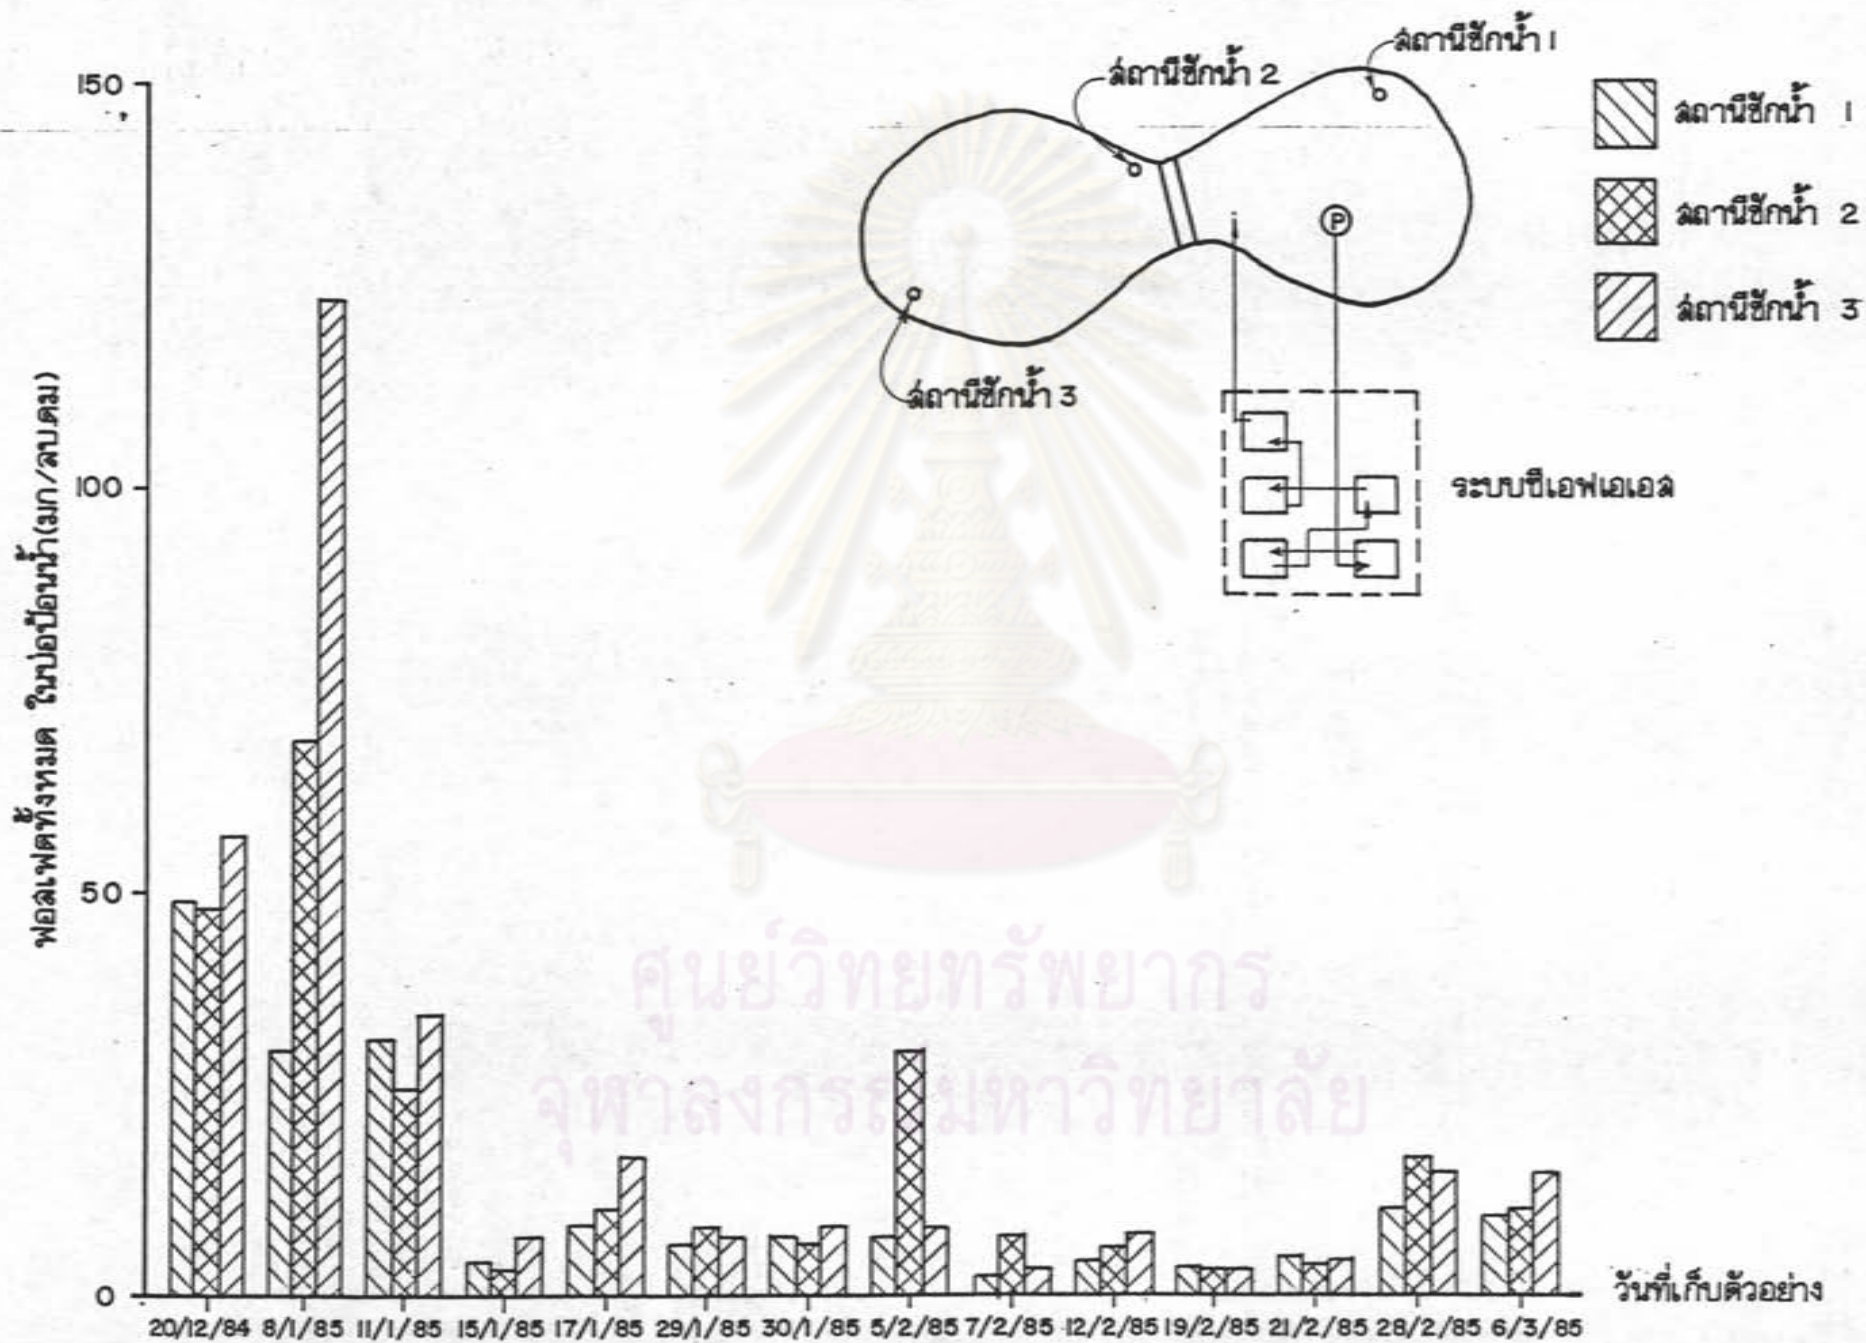 150
100
50
0
ฟอสเฟตทั้งหมด ในบ่อป้อนน้ำ(มก/ลบ.ดม)
สถานีชักน้ำ 1
สถานีชักน้ำ 2
สถานีชักน้ำ 3
P
ระบบซีเอฟเอเอส
สถานีชักน้ำ 1
สถานีชักน้ำ 2
สถานีชักน้ำ 3
ศูนย์วิทยทรัพยากร
จุฬาลงกรณ์มหาวิทยาลัย
20/12/84 8/1/85 11/1/85 15/1/85 17/1/85 29/1/85 30/1/85 5/2/85 7/2/85 12/2/85 19/2/85 21/2/85 28/2/85 6/3/85
วันที่เก็บตัวอย่าง